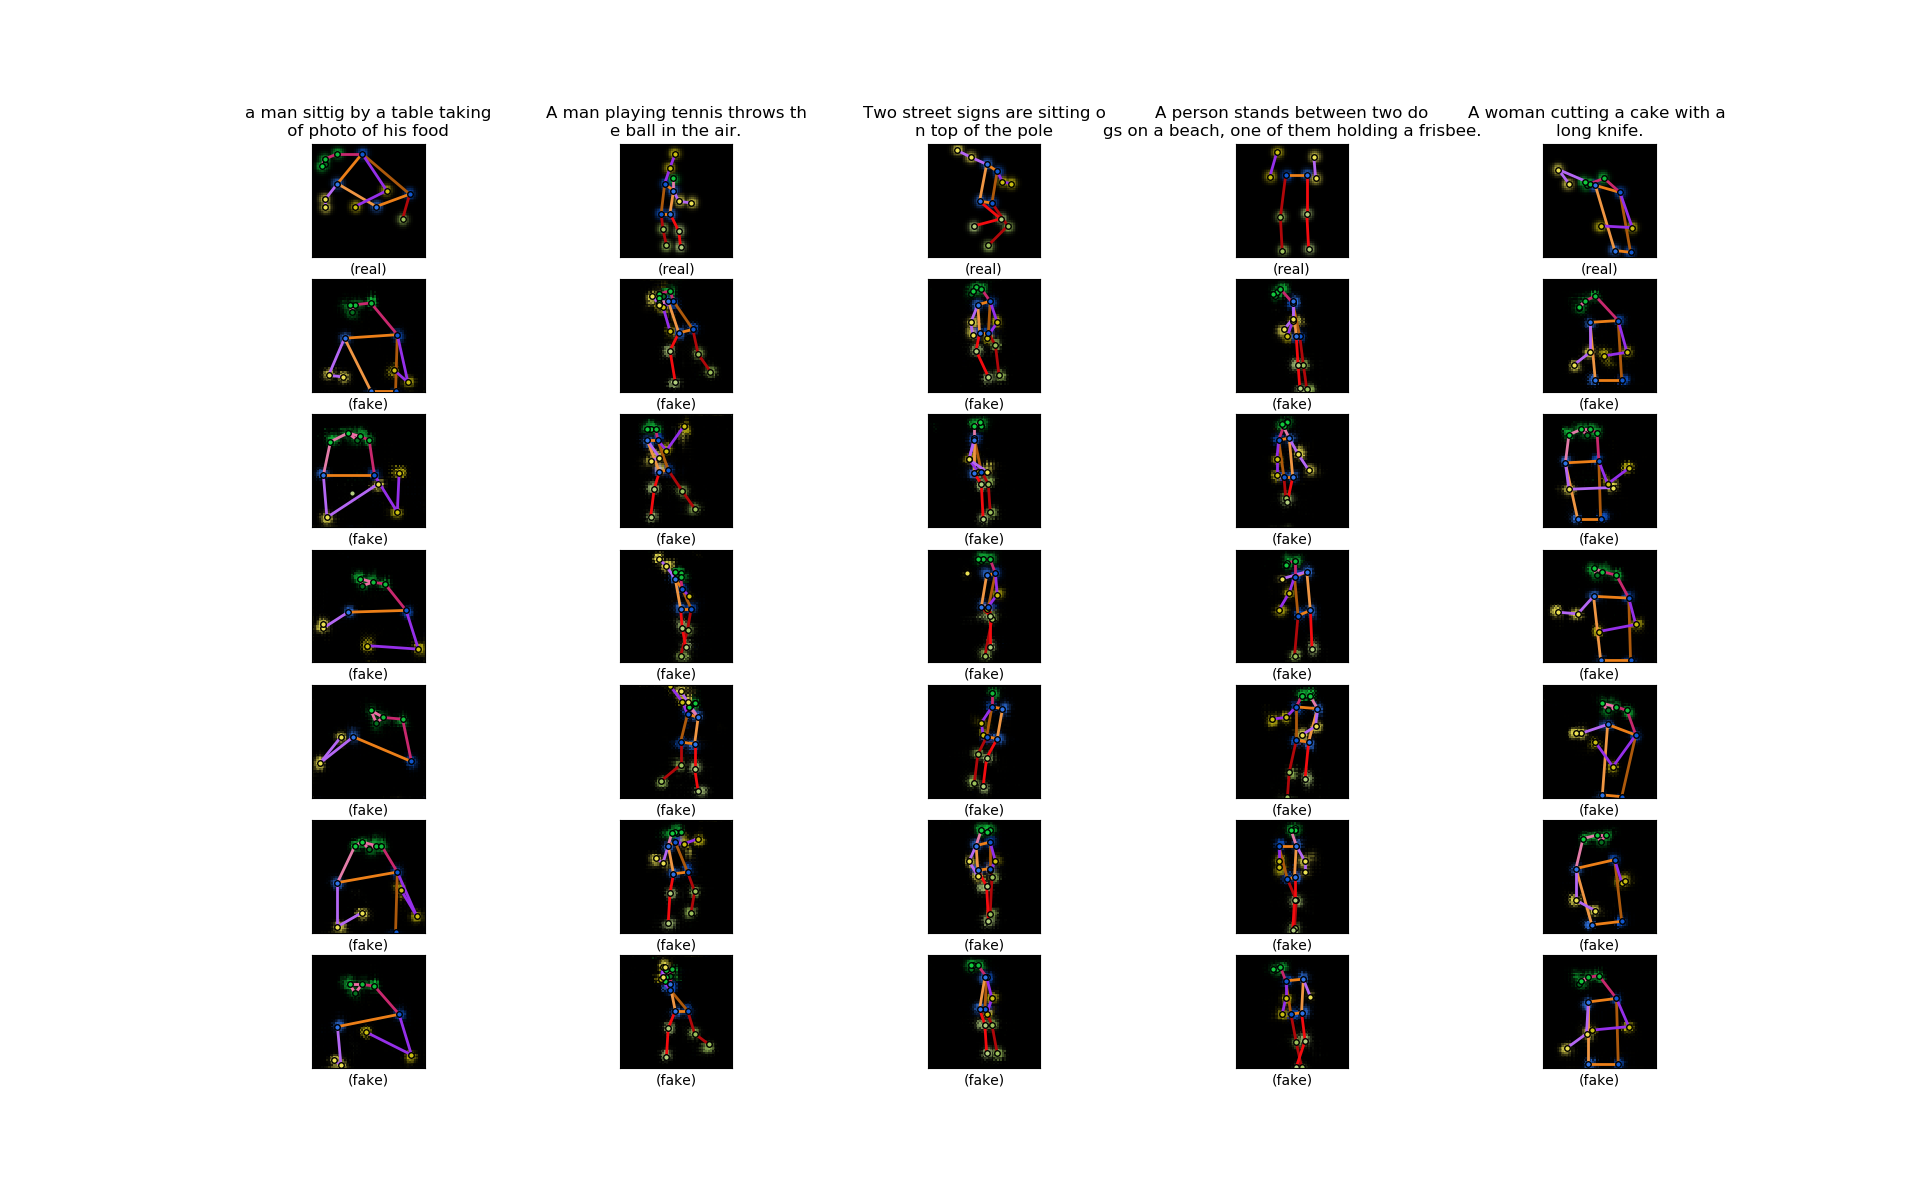 a man sittig by a table taking
of photo of his food
A man playing tennis throws th
e ball in the air.
Two street signs are sitting o
n top of the pole
A person stands between two do
gs on a beach, one of them holding a frisbee.
A woman cutting a cake with a
long knife.
(real) (real) (real) (real) (real)
(fake) (fake) (fake) (fake) (fake)
(fake) (fake) (fake) (fake) (fake)
(fake) (fake) (fake) (fake) (fake)
(fake) (fake) (fake) (fake) (fake)
(fake) (fake) (fake) (fake) (fake)
(fake) (fake) (fake) (fake) (fake)